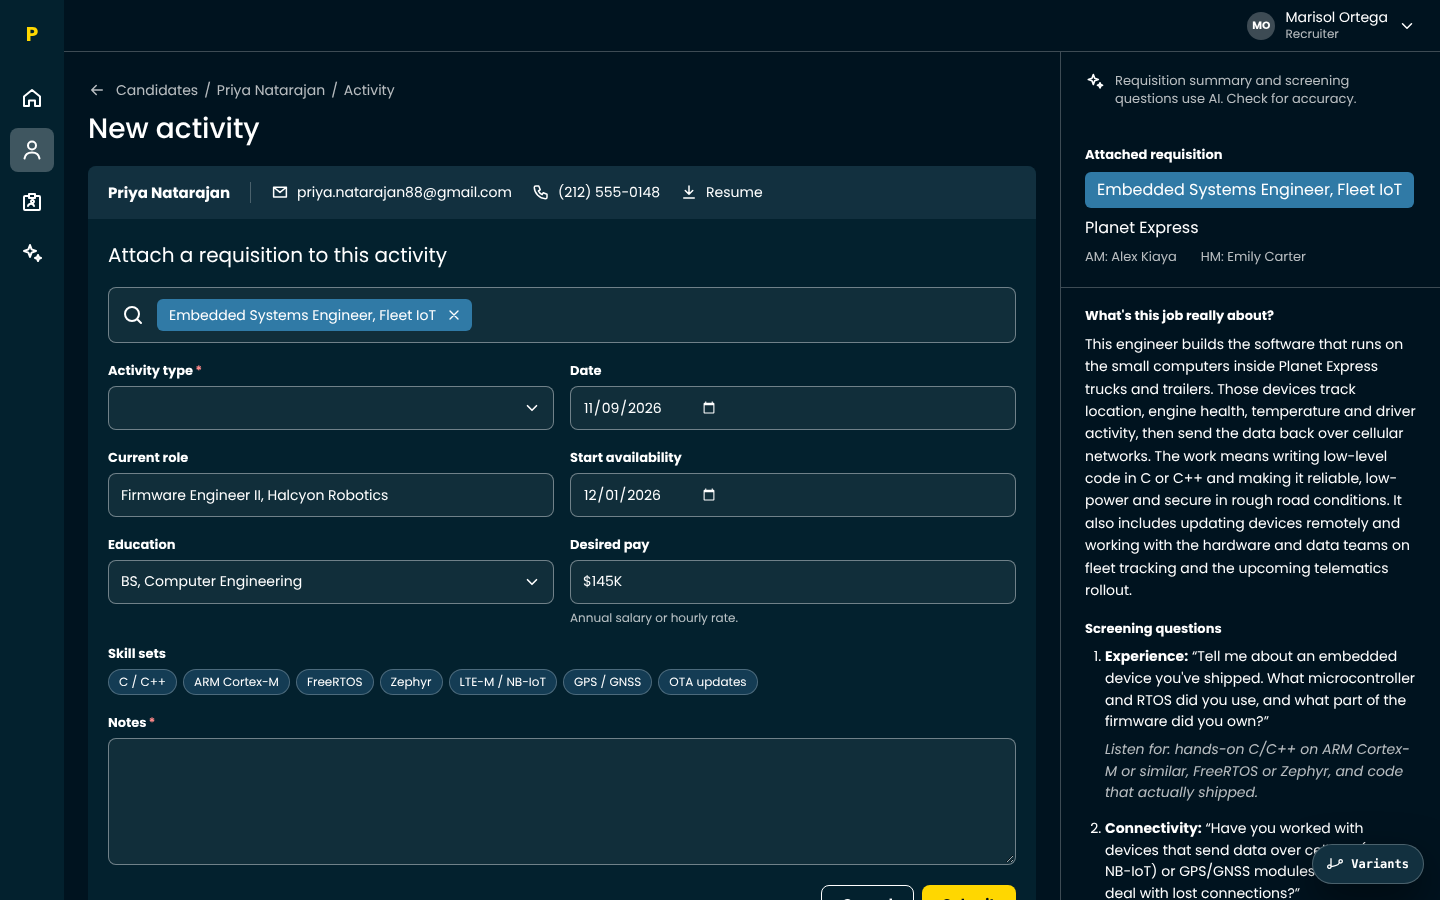 P
MO
Marisol Ortega
Recruiter
Candidates / Priya Natarajan / Activity
New activity
Priya Natarajan
priya.natarajan88@gmail.com
(212) 555-0148
Resume
Attach a requisition to this activity
Embedded Systems Engineer, Fleet IoT
Activity type *
Date
11/09/2026
Current role
Start availability
Firmware Engineer II, Halcyon Robotics
12/01/2026
Education
Desired pay
BS, Computer Engineering
$145K
Annual salary or hourly rate.
Skill sets
C / C++
ARM Cortex-M
FreeRTOS
Zephyr
LTE-M / NB-IoT
GPS / GNSS
OTA updates
Notes *
Requisition summary and screening
questions use AI. Check for accuracy.
Attached requisition
Embedded Systems Engineer, Fleet IoT
Planet Express
AM: Alex Kiaya HM: Emily Carter
What's this job really about?
This engineer builds the software that runs on
the small computers inside Planet Express
trucks and trailers. Those devices track
location, engine health, temperature and driver
activity, then send the data back over cellular
networks. The work means writing low-level
code in C or C++ and making it reliable, low-
power and secure in rough road conditions. It
also includes updating devices remotely and
working with the hardware and data teams on
fleet tracking and the upcoming telematics
rollout.
Screening questions
1. Experience: “Tell me about an embedded
device you've shipped. What microcontroller
and RTOS did you use, and what part of the
firmware did you own?”
Listen for: hands-on C/C++ on ARM Cortex-
M or similar, FreeRTOS or Zephyr, and code
that actually shipped.
2. Connectivity: “Have you worked with
devices that send data over
NB-IoT) or GPS/GNSS modules
deal with lost connections?”
Variants